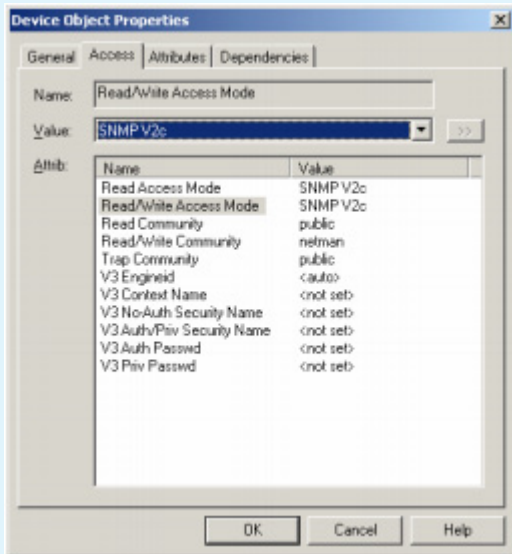 Device Object Properties
General Access Attributes Dependencies
Name: Read/Write Access Mode
Value: SNMP V2c >>
Attrib: Name Value
Read Access Mode SNMP V2c
Read/Write Access Mode SNMP V2c
Read Community public
Read/Write Community netman
Trap Community public
V3 Engineid <auto>
V3 Context Name <not set>
V3 No-Auth Security Name <not set>
V3 Auth/Priv Security Name <not set>
V3 Auth Passwd <not set>
V3 Priv Passwd <not set>
OK Cancel Help